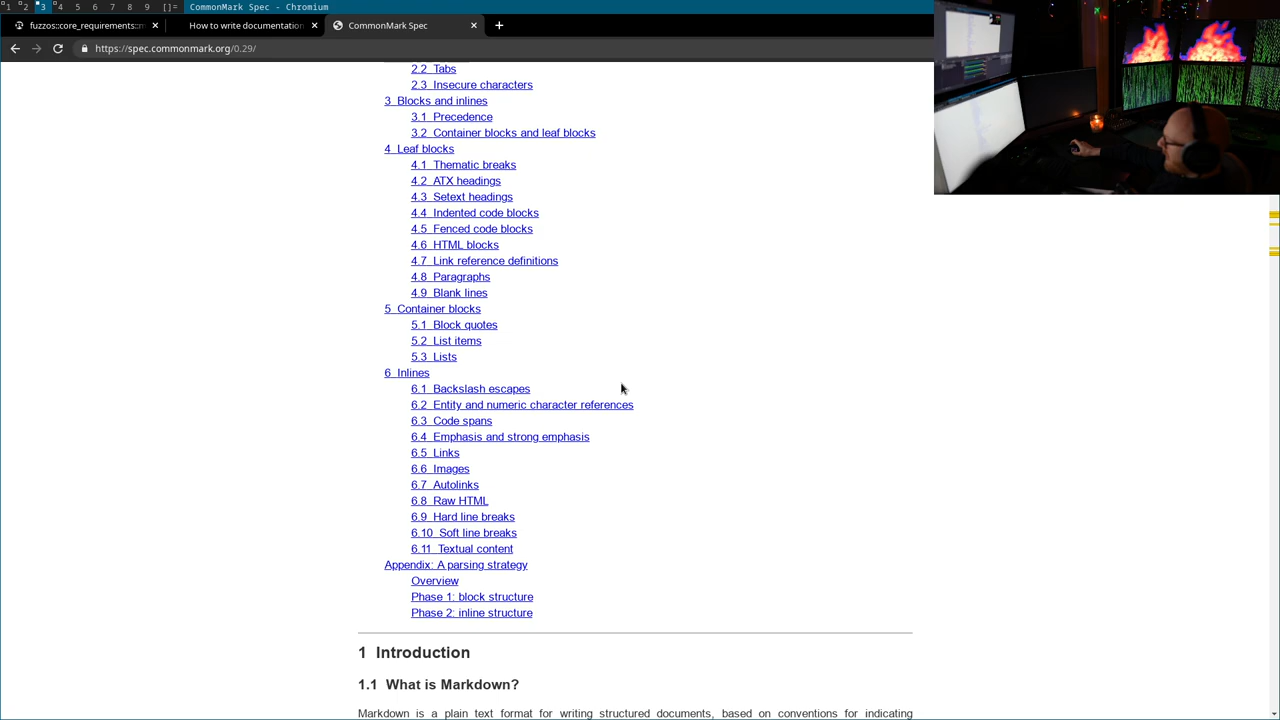 1 2 3 4 5 6 7 8 9 []= CommonMark Spec - Chromium
fuzzos::core_requirements::r
How to write documentation
CommonMark Spec
https://spec.commonmark.org/0.29/
2.2 Tabs
2.3 Insecure characters
3 Blocks and inlines
3.1 Precedence
3.2 Container blocks and leaf blocks
4 Leaf blocks
4.1 Thematic breaks
4.2 ATX headings
4.3 Setext headings
4.4 Indented code blocks
4.5 Fenced code blocks
4.6 HTML blocks
4.7 Link reference definitions
4.8 Paragraphs
4.9 Blank lines
5 Container blocks
5.1 Block quotes
5.2 List items
5.3 Lists
6 Inlines
6.1 Backslash escapes
6.2 Entity and numeric character references
6.3 Code spans
6.4 Emphasis and strong emphasis
6.5 Links
6.6 Images
6.7 Autolinks
6.8 Raw HTML
6.9 Hard line breaks
6.10 Soft line breaks
6.11 Textual content
Appendix: A parsing strategy
Overview
Phase 1: block structure
Phase 2: inline structure
1 Introduction
1.1 What is Markdown?
Markdown is a plain text format for writing structured documents, based on conventions for indicating